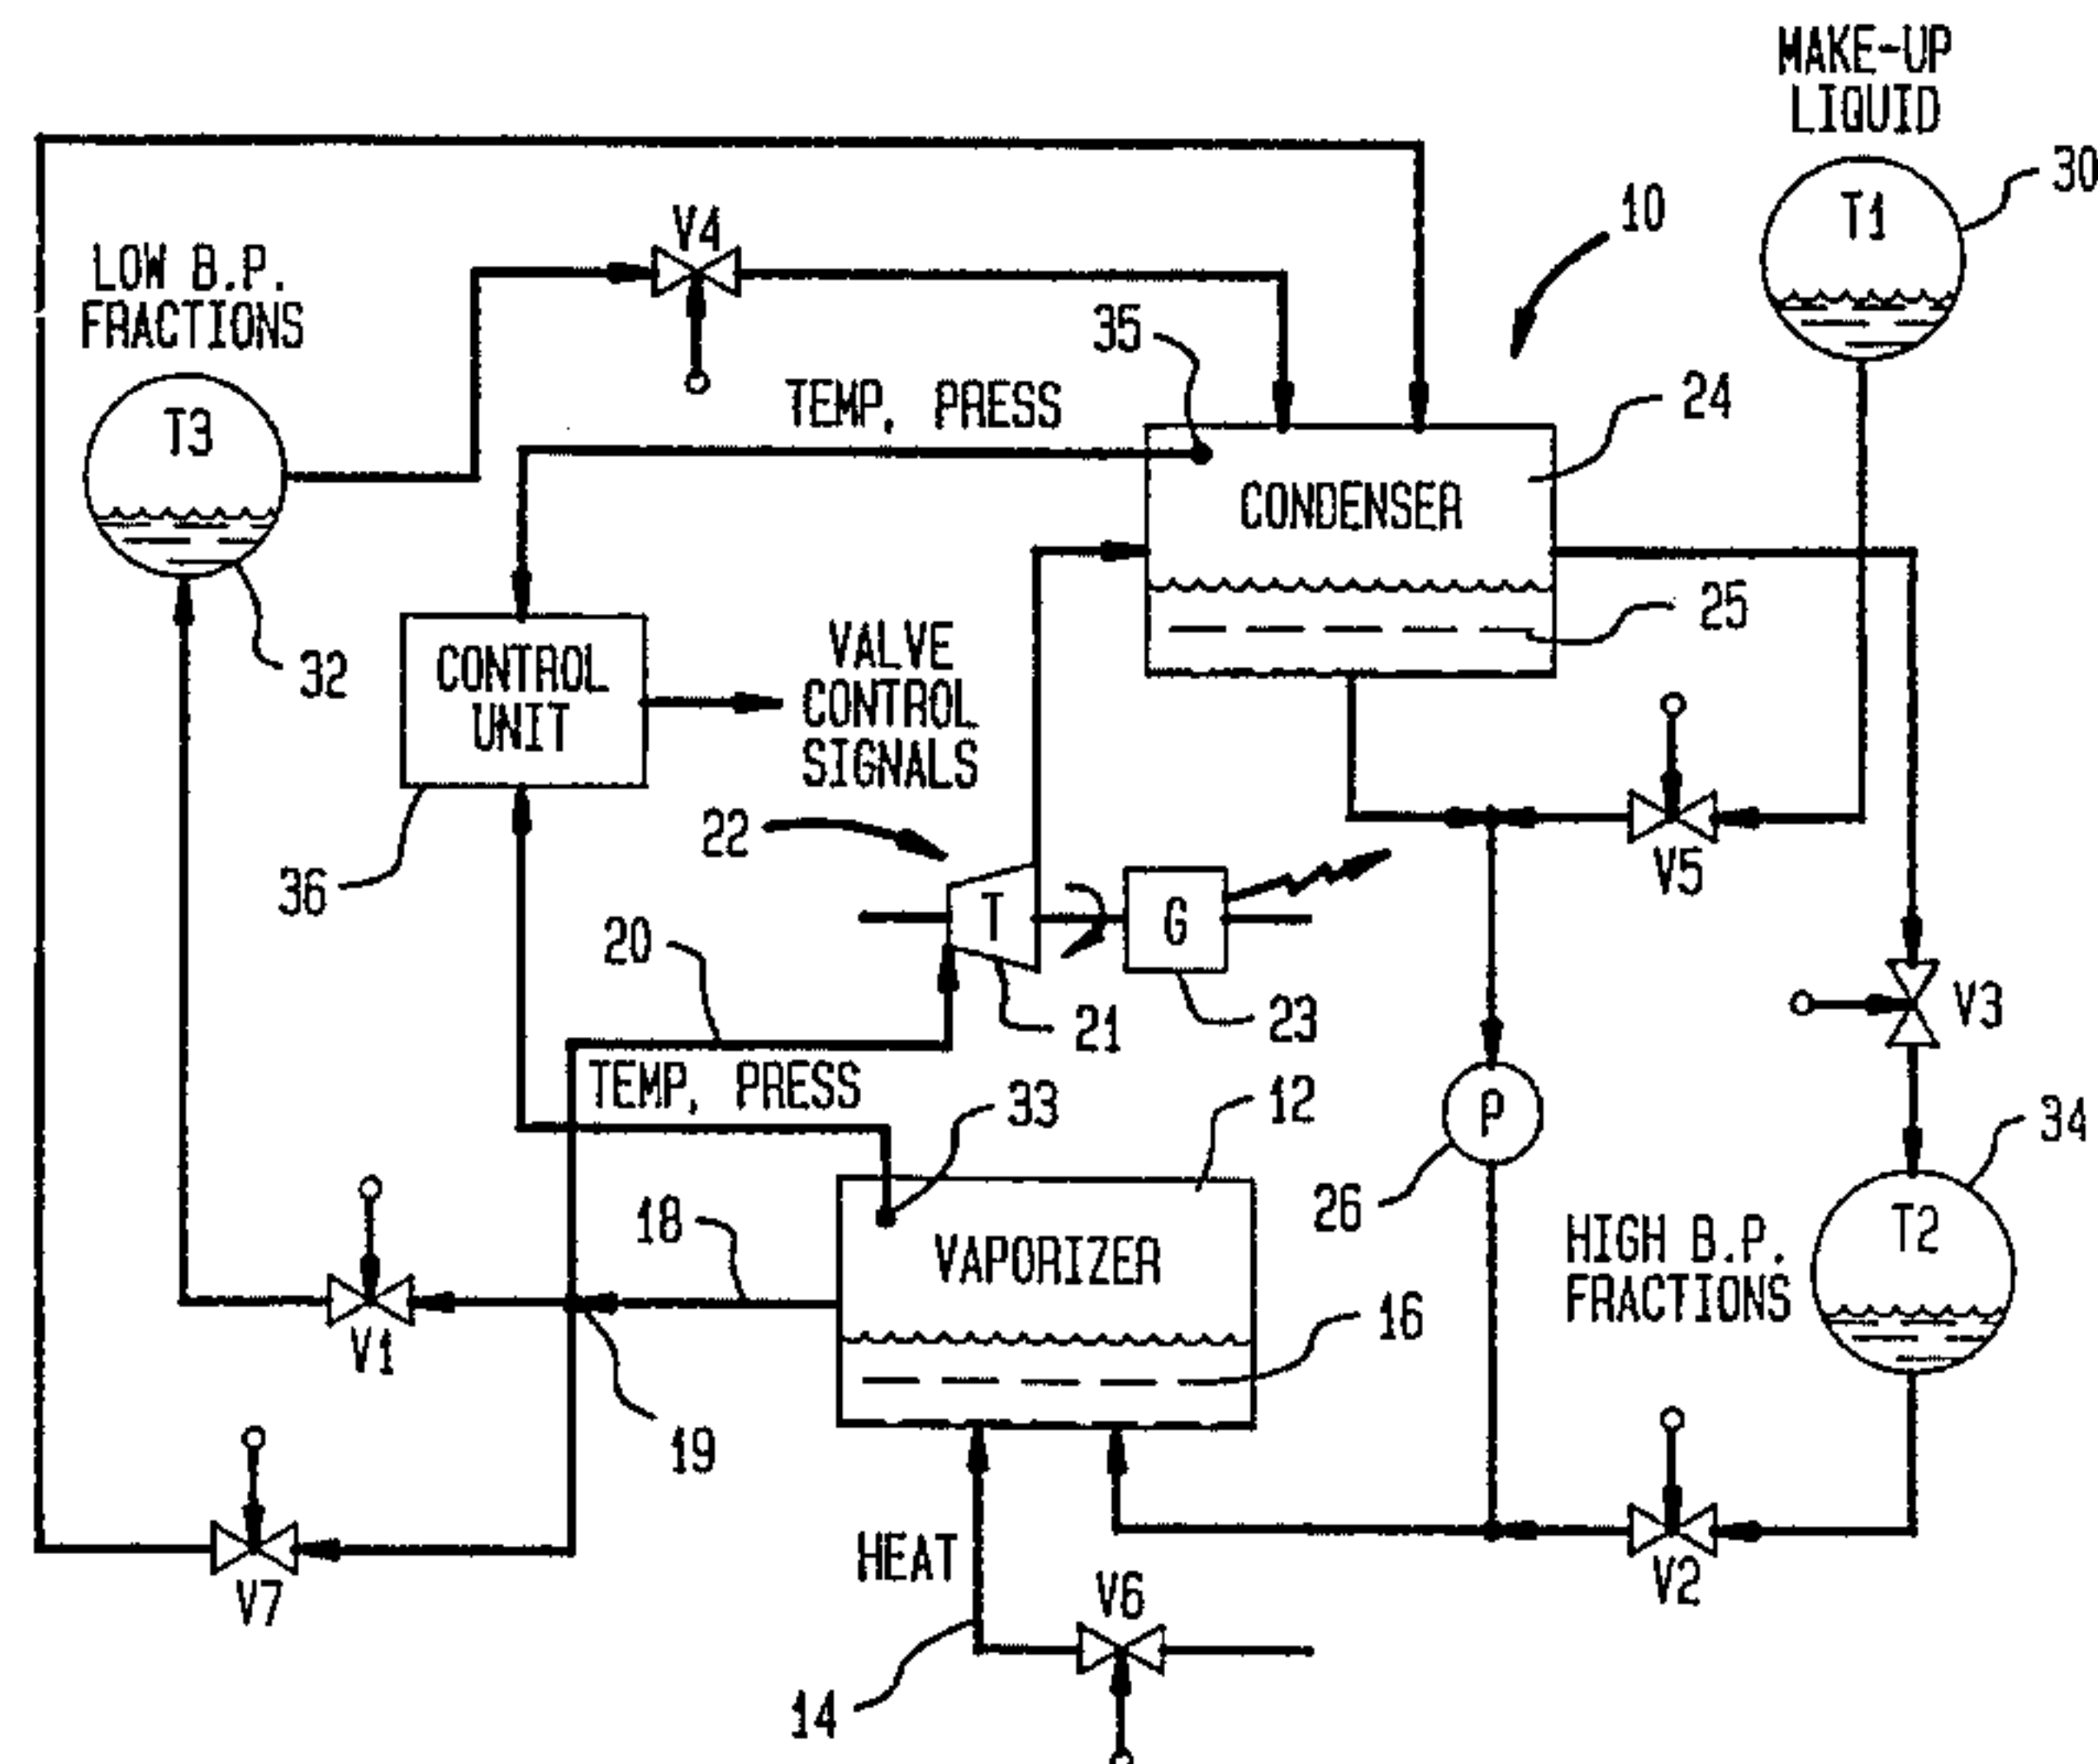 MAKE-UP
LIQUID
T1
30
10
V4
LOW B.P.
FRACTIONS
T3
32
35
TEMP, PRESS
24
CONDENSER
25
CONTROL
UNIT
36
VALVE
CONTROL
SIGNALS
22
T
21
G
23
V5
V3
20
TEMP, PRESS
33
12
P
26
34
T2
HIGH B.P.
FRACTIONS
18
VAPORIZER
16
V1
19
V7
HEAT
14
V6
V2